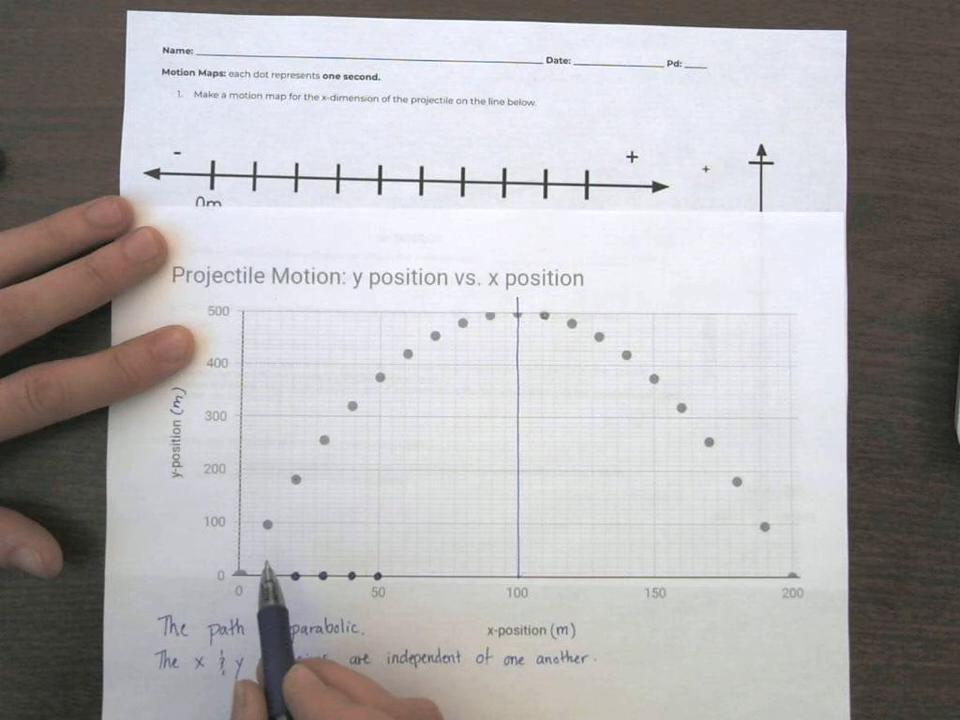 Name: Date: Pd:
Motion Maps: each dot represents one second.
1. Make a motion map for the x-dimension of the projectile on the line below.
- + +
0m
Projectile Motion: y position vs. x position
500
400
300
200
100
0
y-position (m)
0 50 100 150 200
x-position (m)
The path parabolic.
The x & y are independent of one another.